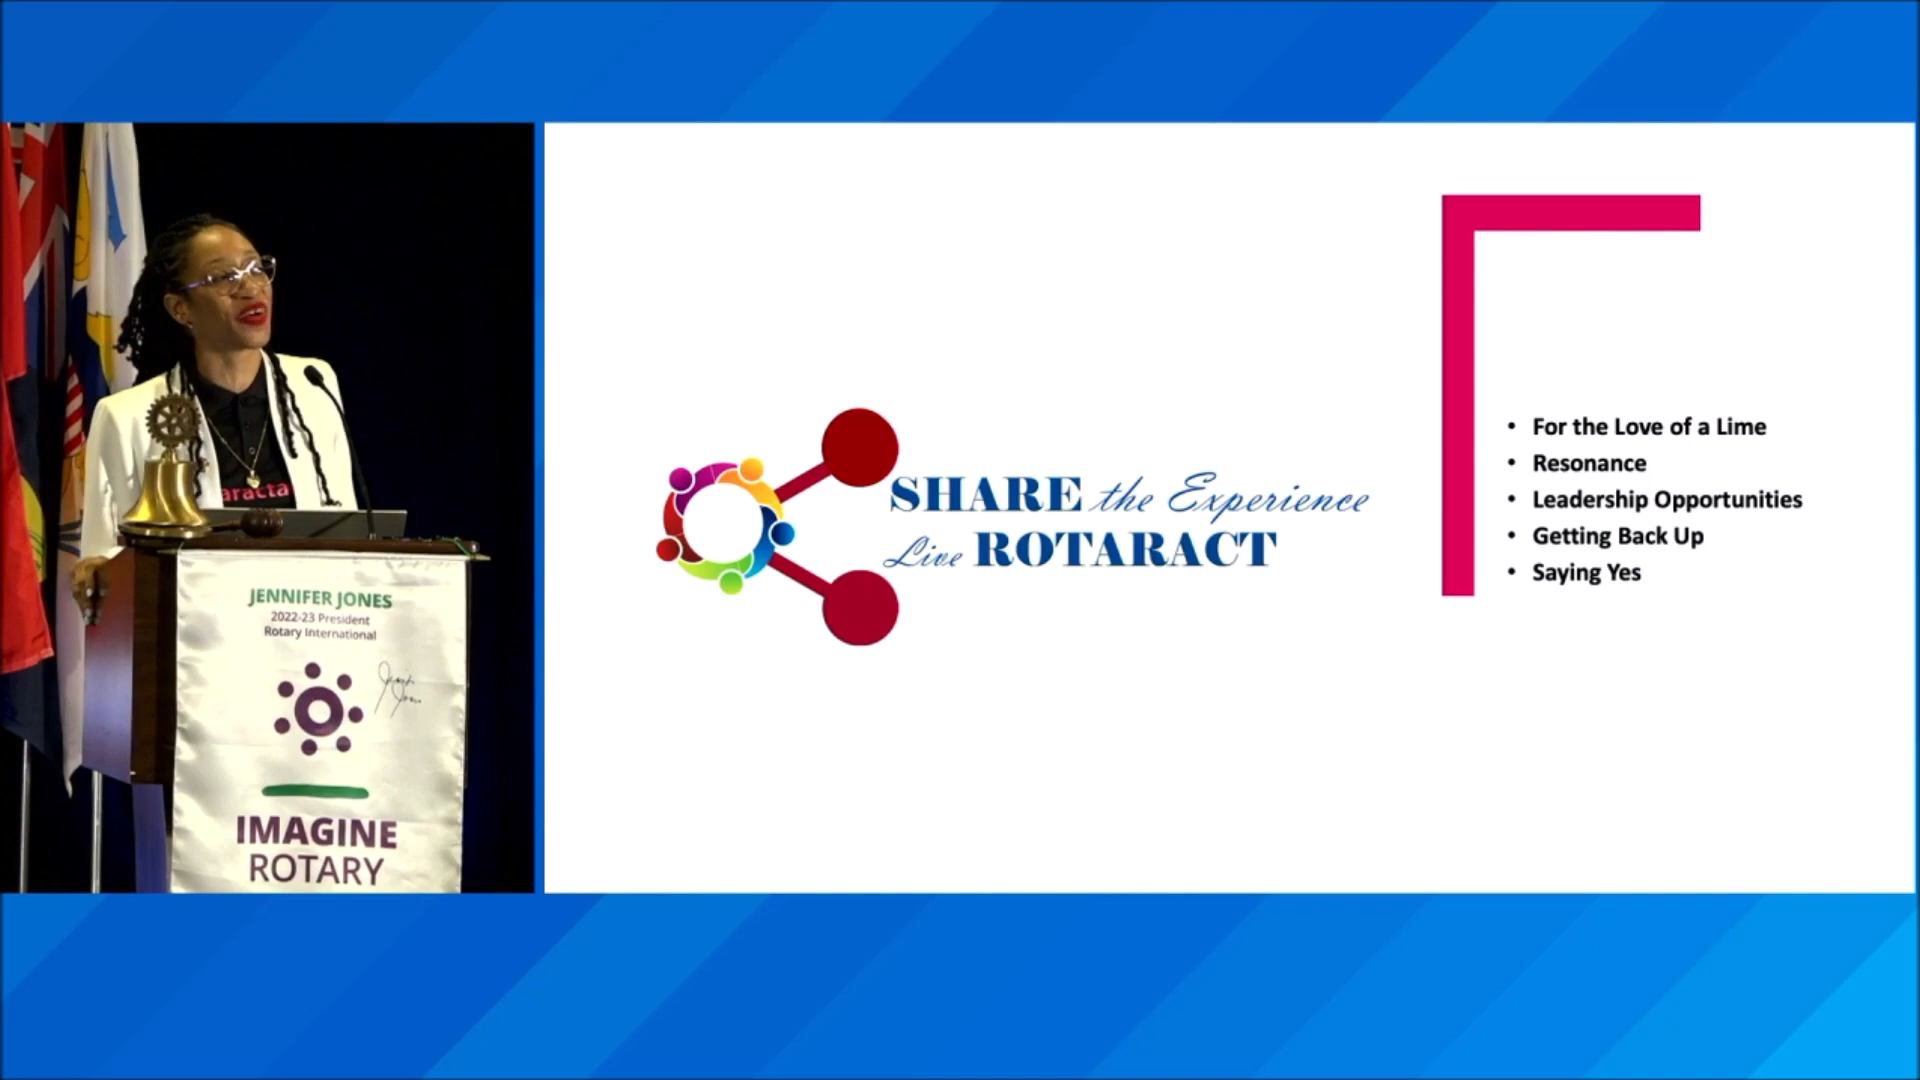 aracta
JENNIFER JONES
2022-23 President
Rotary International
IMAGINE
ROTARY
SHARE the Experience
Live ROTARACT
• For the Love of a Lime
• Resonance
• Leadership Opportunities
• Getting Back Up
• Saying Yes